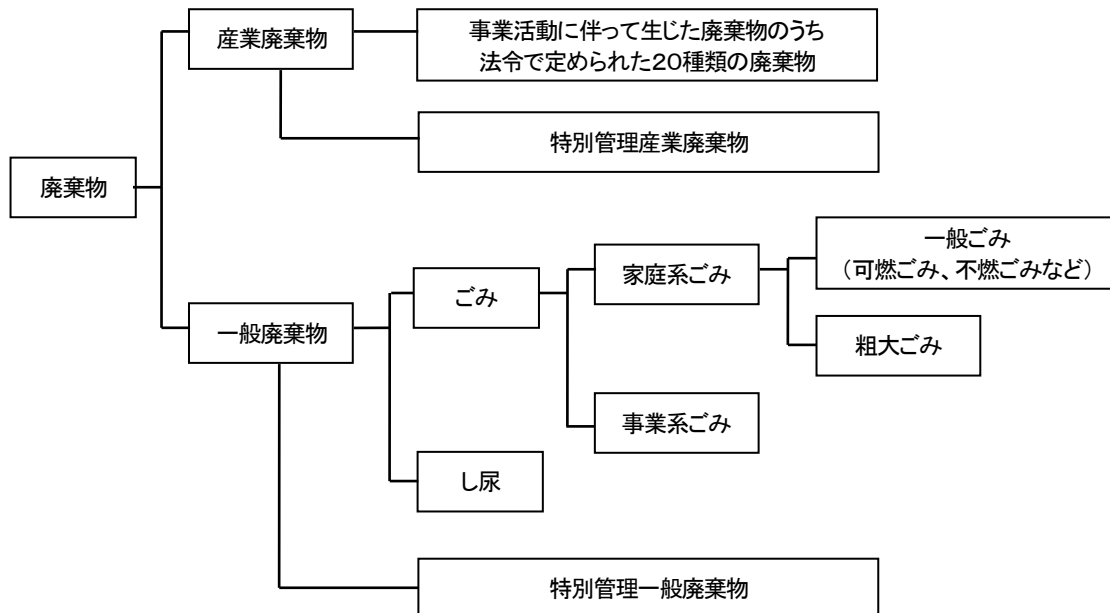 産業廃棄物
事業活動に伴って生じた廃棄物のうち
法令で定められた20種類の廃棄物
特別管理産業廃棄物
廃棄物
一般廃棄物
ごみ
家庭系ごみ
一般ごみ
（可燃ごみ、不燃ごみなど）
粗大ごみ
事業系ごみ
し尿
特別管理一般廃棄物